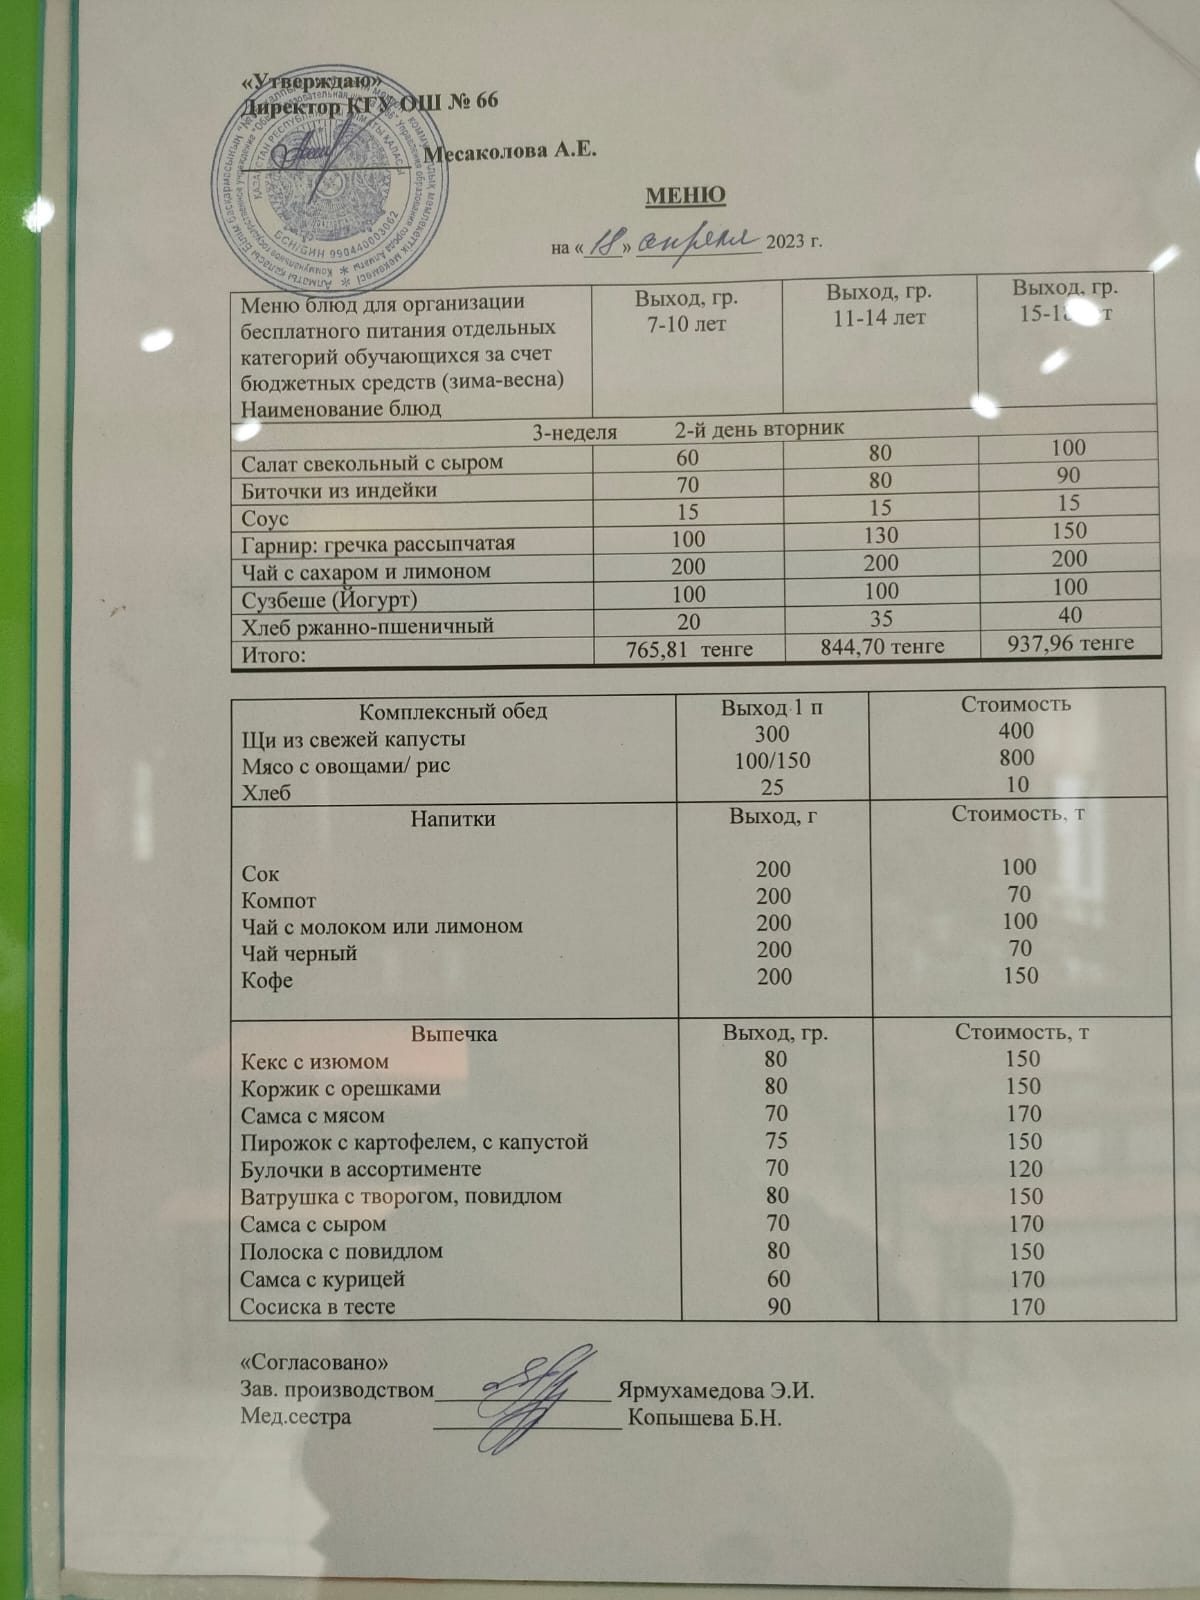 «Утверждаю»
Директор КГУ ОШ № 66
Месаколова А.Е.
МЕНЮ
на «18» апреля 2023 г.
Меню блюд для организации бесплатного питания отдельных категорий обучающихся за счет бюджетных средств (зима-весна) Наименование блюд Выход, гр. 7-10 лет Выход, гр. 11-14 лет Выход, гр.
3-неделя 2-й день вторник
Салат свекольный с сыром 60 80 100
Биточки из индейки 70 80 90
Соус 15 15 15
Гарнир: гречка рассыпчатая 100 130 150
Чай с сахаром и лимоном 200 200 200
Сузбеше (Йогурт) 100 100 100
Хлеб ржанно-пшеничный 20 35 40
Итого: 765,81 тенге 844,70 тенге 937,96 тенге
Комплексный обед Выход 1 п Стоимость
Щи из свежей капусты 300 400
Мясо с овощами/ рис 100/150 800
Хлеб 25 10
Напитки Выход, г Стоимость, т
Сок 200 100
Компот 200 70
Чай с молоком или лимоном 200 100
Чай черный 200 70
Кофе 200 150
Выпечка Выход, гр. Стоимость, т
Кекс с изюмом 80 150
Коржик с орешками 80 150
Самса с мясом 70 170
Пирожок с картофелем, с капустой 75 150
Булочки в ассортименте 70 120
Ватрушка с творогом, повидлом 80 150
Самса с сыром 70 170
Полоска с повидлом 80 150
Самса с курицей 60 170
Сосиска в тесте 90 170
«Согласовано»
Зав. производством Ярмухамедова Э.И.
Мед.сестра Копышева Б.Н.
БСН/БИН 990440003062